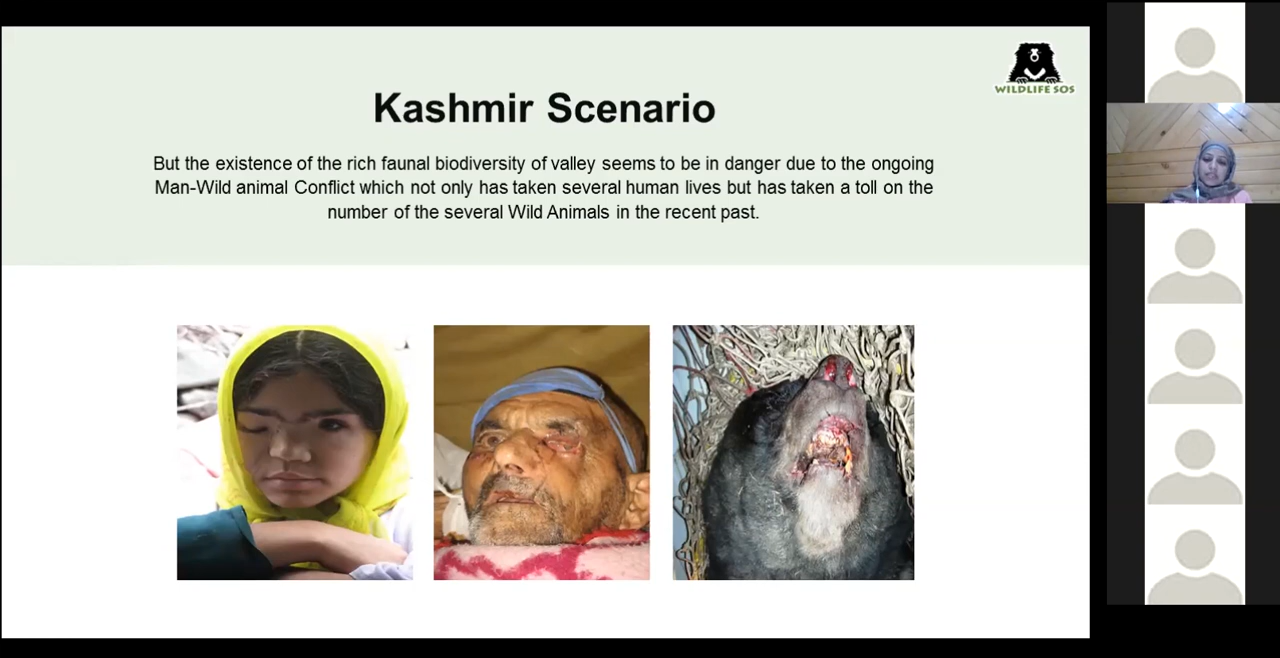 WILDLIFE SOS
Kashmir Scenario
But the existence of the rich faunal biodiversity of valley seems to be in danger due to the ongoing
Man-Wild animal Conflict which not only has taken several human lives but has taken a toll on the
number of the several Wild Animals in the recent past.